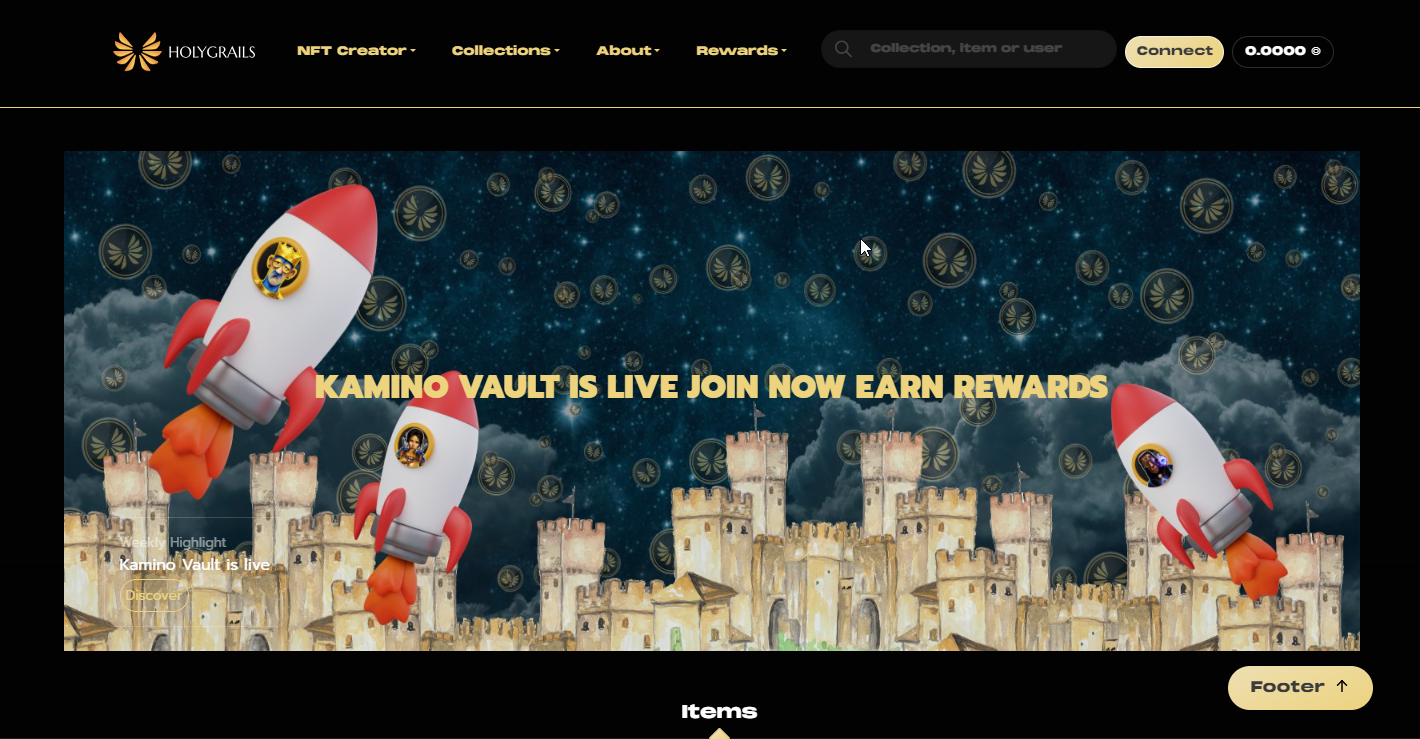 HOLYGRAILS
NFT Creator
Collections
About
Rewards
Collection, item or user
Connect
0.0000
KAMINO VAULT IS LIVE JOIN NOW EARN REWARDS
Weekly Highlight
Kamino Vault is live
Discover
Footer ↑
Items